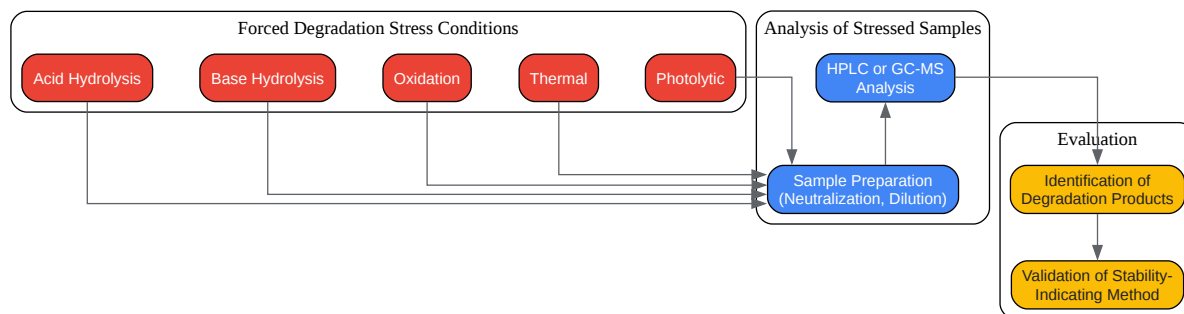 Forced Degradation Stress Conditions
Acid Hydrolysis
Base Hydrolysis
Oxidation
Thermal
Photolytic
Analysis of Stressed Samples
HPLC or GC-MS
Analysis
Sample Preparation
(Neutralization, Dilution)
Evaluation
Identification of
Degradation Products
Validation of Stability-
Indicating Method